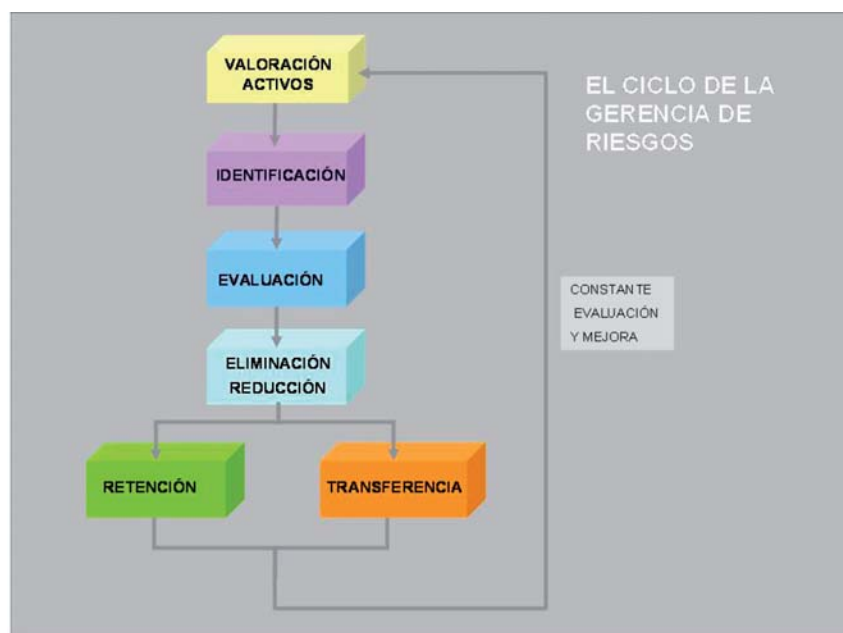 VALORACIÓN
ACTIVOS
EL CICLO DE LA
GERENCIA DE
RIESGOS
IDENTIFICACIÓN
EVALUACIÓN
CONSTANTE
EVALUACIÓN
Y MEJORA
ELIMINACIÓN
REDUCCIÓN
RETENCIÓN
TRANSFERENCIA